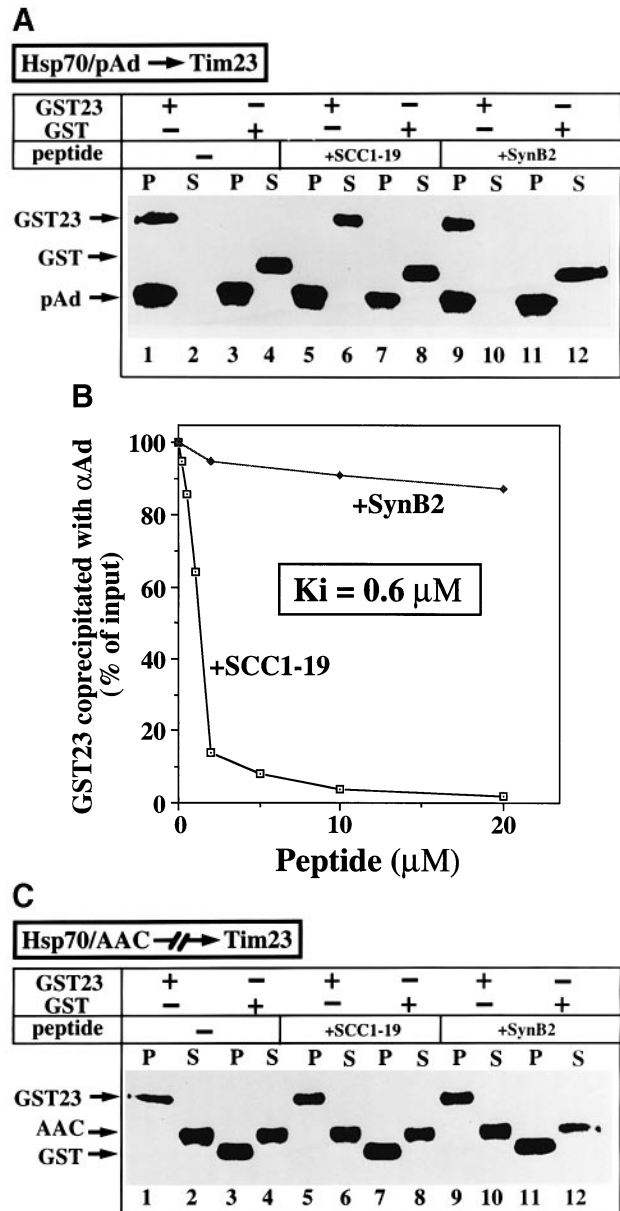 A
Hsp70/pAd → Tim23
GST23 + − + − + −
GST − + − + − +
peptide − +SCC1-19 +SynB2
P S P S P S P S P S P S
GST23
GST
pAd
1 2 3 4 5 6 7 8 9 10 11 12
B
GST23 coprecipitated with αAd
(% of input)
100
80
60
40
20
0
+SynB2
Ki = 0.6 μM
+SCC1-19
0 10 20
Peptide (μM)
C
Hsp70/AAC -//→ Tim23
GST23 + − + − + −
GST − + − + − +
peptide − +SCC1-19 +SynB2
P S P S P S P S P S P S
GST23
AAC
GST
1 2 3 4 5 6 7 8 9 10 11 12